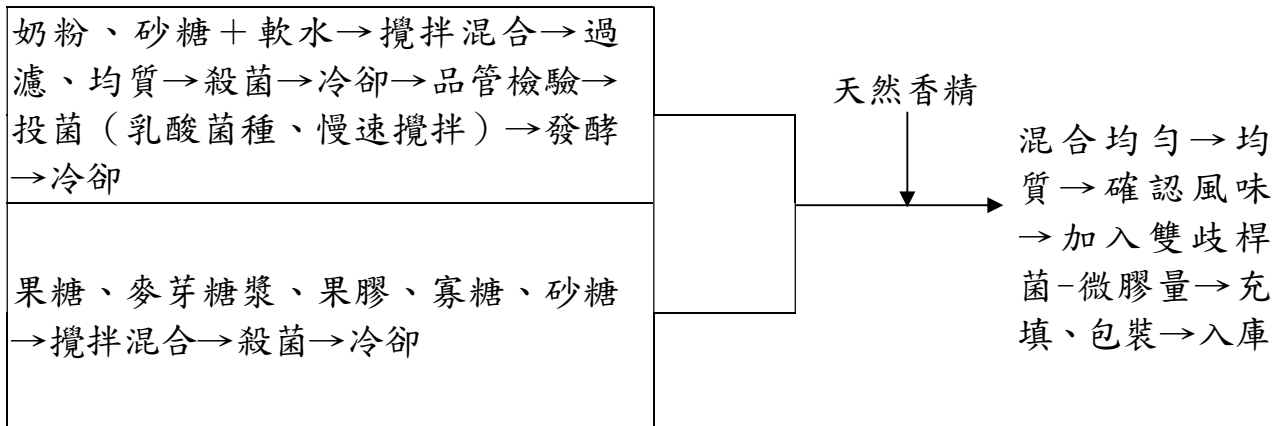 奶粉、砂糖＋軟水→攪拌混合→過
濾、均質→殺菌→冷卻→品管檢驗→
投菌（乳酸菌種、慢速攪拌）→發酵
→冷卻
果糖、麥芽糖漿、果膠、寡糖、砂糖
→攪拌混合→殺菌→冷卻
天然香精
混合均勻→均
質→確認風味
→加入雙歧桿
菌-微膠量→充
填、包裝→入庫